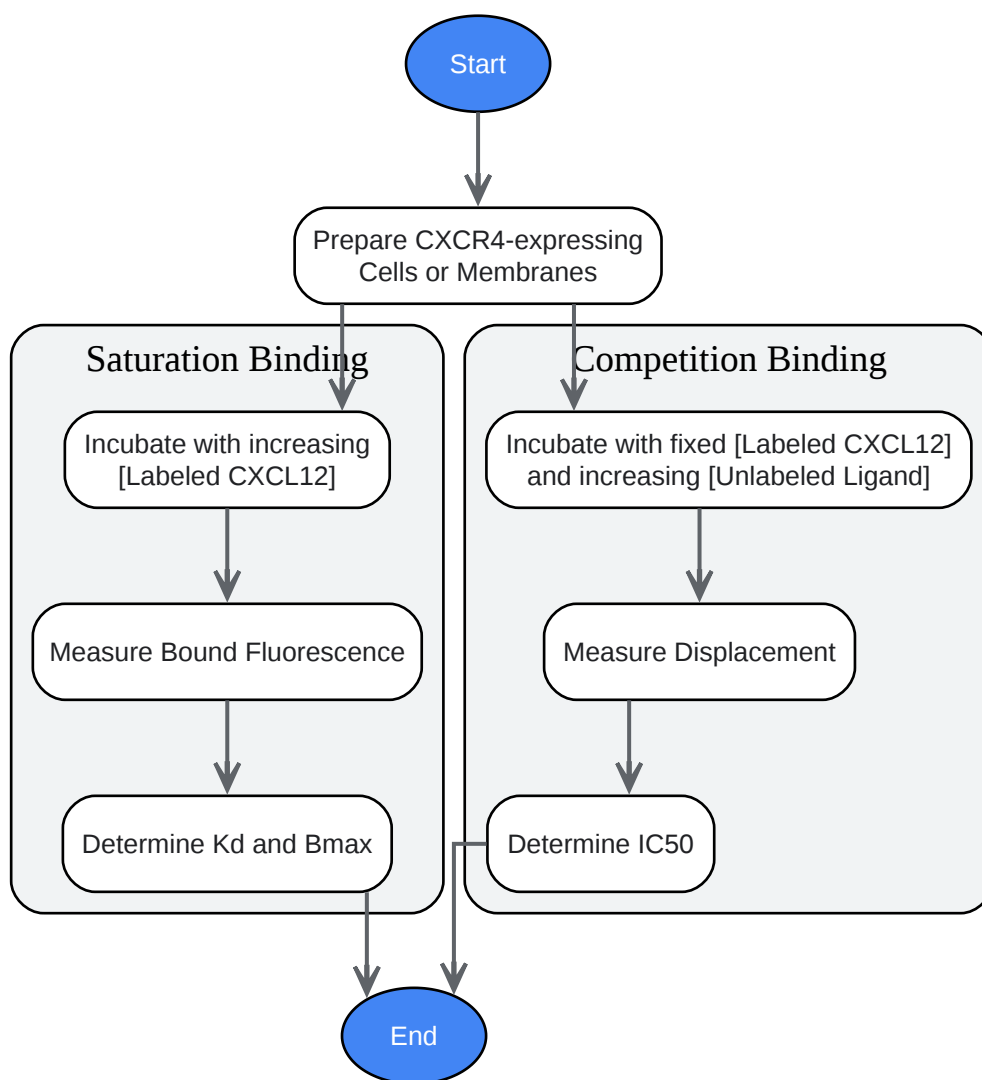 Start
Prepare CXCR4-expressing
Cells or Membranes
Saturation Binding
Incubate with increasing
[Labeled CXCL12]
Measure Bound Fluorescence
Determine Kd and Bmax
Competition Binding
Incubate with fixed [Labeled CXCL12]
and increasing [Unlabeled Ligand]
Measure Displacement
Determine IC50
End